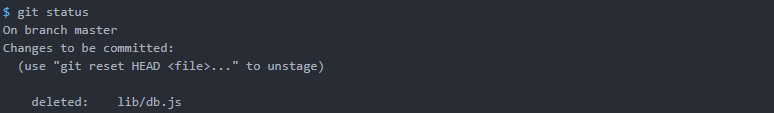 $ git status
On branch master
Changes to be committed:
  (use "git reset HEAD <file>..." to unstage)

    deleted:    lib/db.js